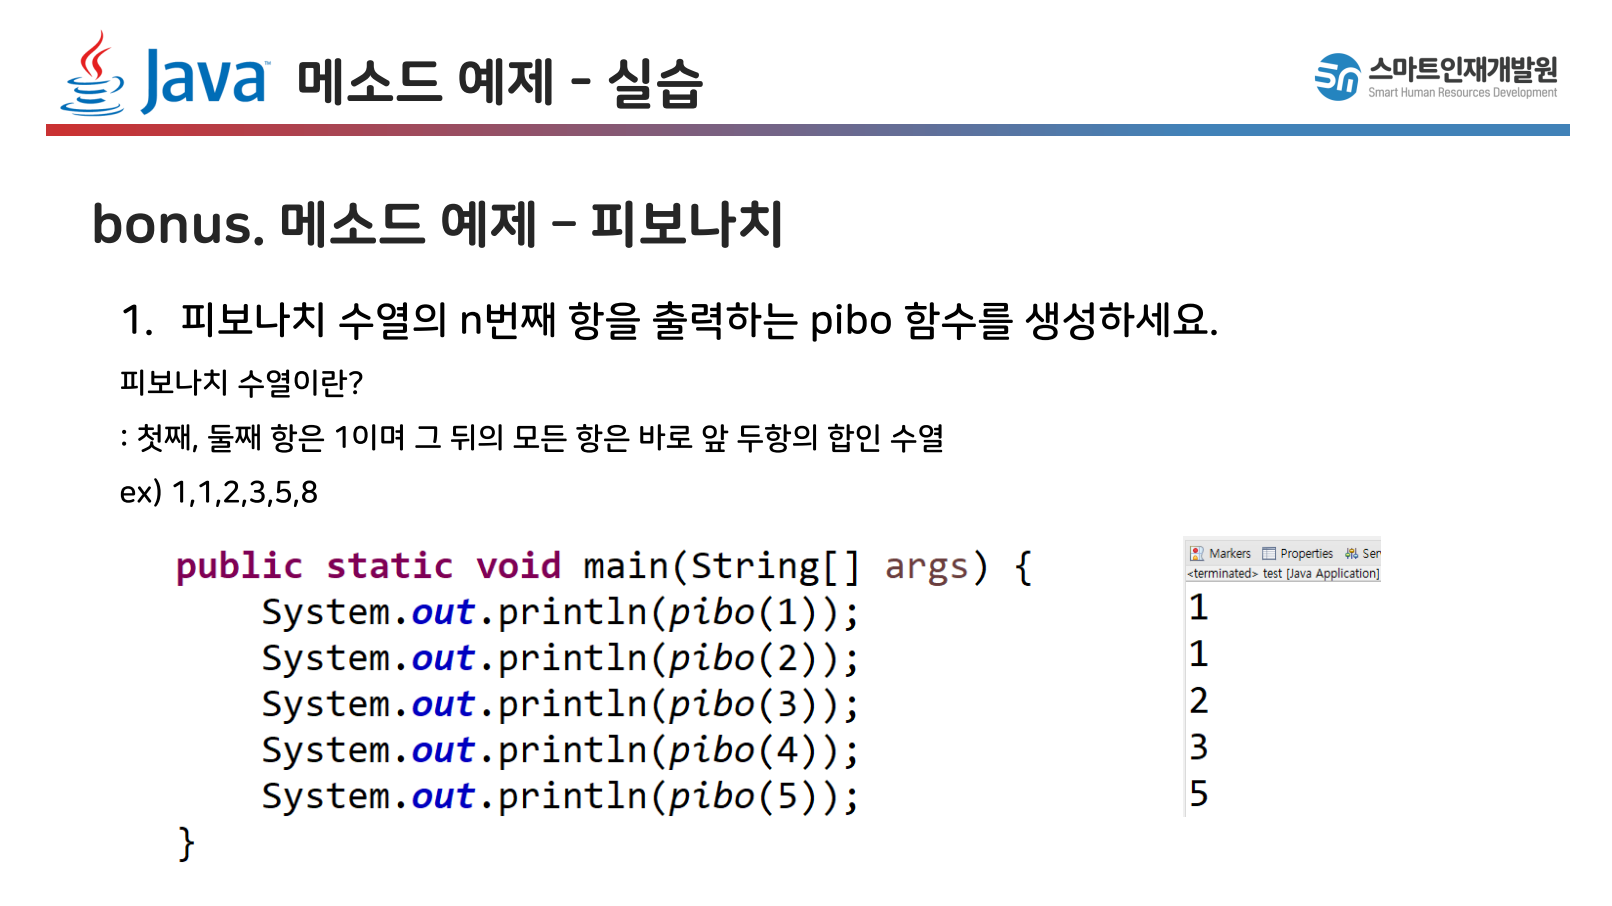 Java™ 메소드 예제 - 실습
스마트인재개발원
Smart Human Resources Development
bonus. 메소드 예제 – 피보나치
1. 피보나치 수열의 n번째 항을 출력하는 pibo 함수를 생성하세요.
피보나치 수열이란?
: 첫째, 둘째 항은 1이며 그 뒤의 모든 항은 바로 앞 두항의 합인 수열
ex) 1,1,2,3,5,8
public static void main(String[] args) {
System.out.println(pibo(1));
System.out.println(pibo(2));
System.out.println(pibo(3));
System.out.println(pibo(4));
System.out.println(pibo(5));
}
Markers Properties Ser
<terminated> test [Java Application]
1
1
2
3
5